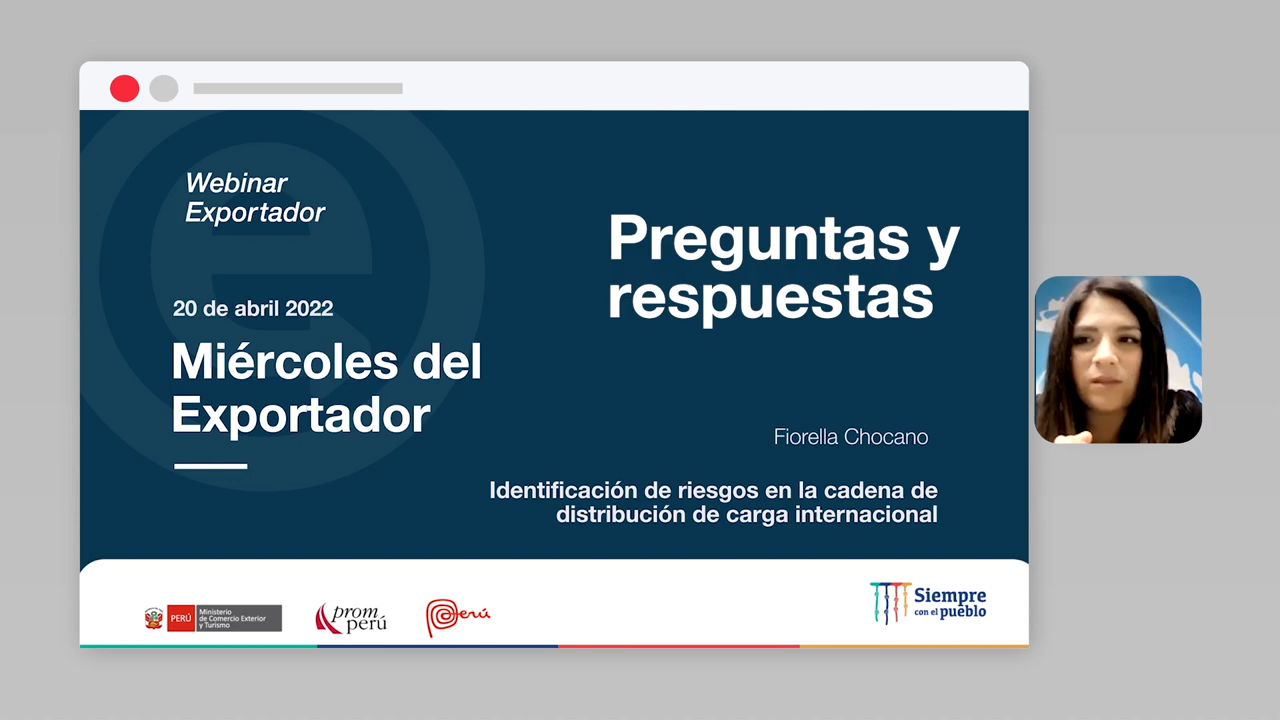 Webinar
Exportador
20 de abril 2022
Miércoles del
Exportador
Preguntas y
respuestas
Fiorella Chocano
Identificación de riesgos en la cadena de
distribución de carga internacional
PERÚ
Ministerio
de Comercio Exterior
y Turismo
prom
perú
Perú
Siempre
con el pueblo